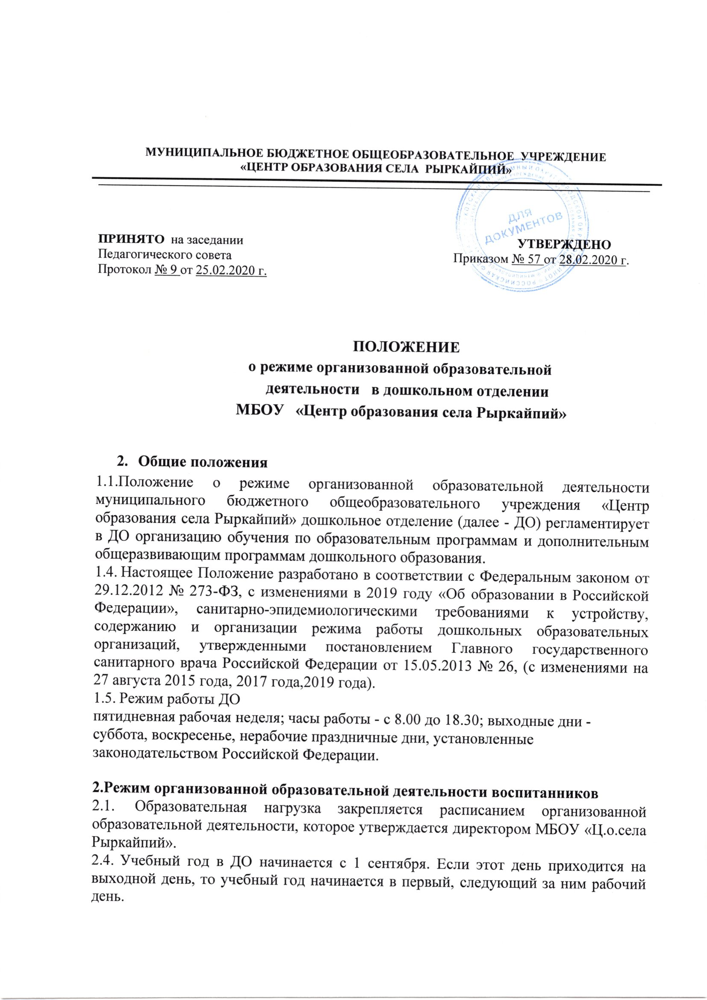 МУНИЦИПАЛЬНОЕ БЮДЖЕТНОЕ ОБЩЕОБРАЗОВАТЕЛЬНОЕ УЧРЕЖДЕНИЕ
«ЦЕНТР ОБРАЗОВАНИЯ СЕЛА РЫРКАЙПИЙ»
ДЛЯ
ДОКУМЕНТОВ
ПРИНЯТО на заседании
Педагогического совета
Протокол № 9 от 25.02.2020 г.
УТВЕРЖДЕНО
Приказом № 57 от 28.02.2020 г.
ПОЛОЖЕНИЕ
о режиме организованной образовательной
деятельности в дошкольном отделении
МБОУ «Центр образования села Рыркайпий»
2. Общие положения
1.1.Положение о режиме организованной образовательной деятельности
муниципального бюджетного общеобразовательного учреждения «Центр
образования села Рыркайпий» дошкольное отделение (далее - ДО) регламентирует
в ДО организацию обучения по образовательным программам и дополнительным
общеразвивающим программам дошкольного образования.
1.4. Настоящее Положение разработано в соответствии с Федеральным законом от
29.12.2012 № 273-ФЗ, с изменениями в 2019 году «Об образовании в Российской
Федерации», санитарно-эпидемиологическими требованиями к устройству,
содержанию и организации режима работы дошкольных образовательных
организаций, утвержденными постановлением Главного государственного
санитарного врача Российской Федерации от 15.05.2013 № 26, (с изменениями на
27 августа 2015 года, 2017 года,2019 года).
1.5. Режим работы ДО
пятидневная рабочая неделя; часы работы - с 8.00 до 18.30; выходные дни -
суббота, воскресенье, нерабочие праздничные дни, установленные
законодательством Российской Федерации.
2.Режим организованной образовательной деятельности воспитанников
2.1. Образовательная нагрузка закрепляется расписанием организованной
образовательной деятельности, которое утверждается директором МБОУ «Ц.о.села
Рыркайпий».
2.4. Учебный год в ДО начинается с 1 сентября. Если этот день приходится на
выходной день, то учебный год начинается в первый, следующий за ним рабочий
день.